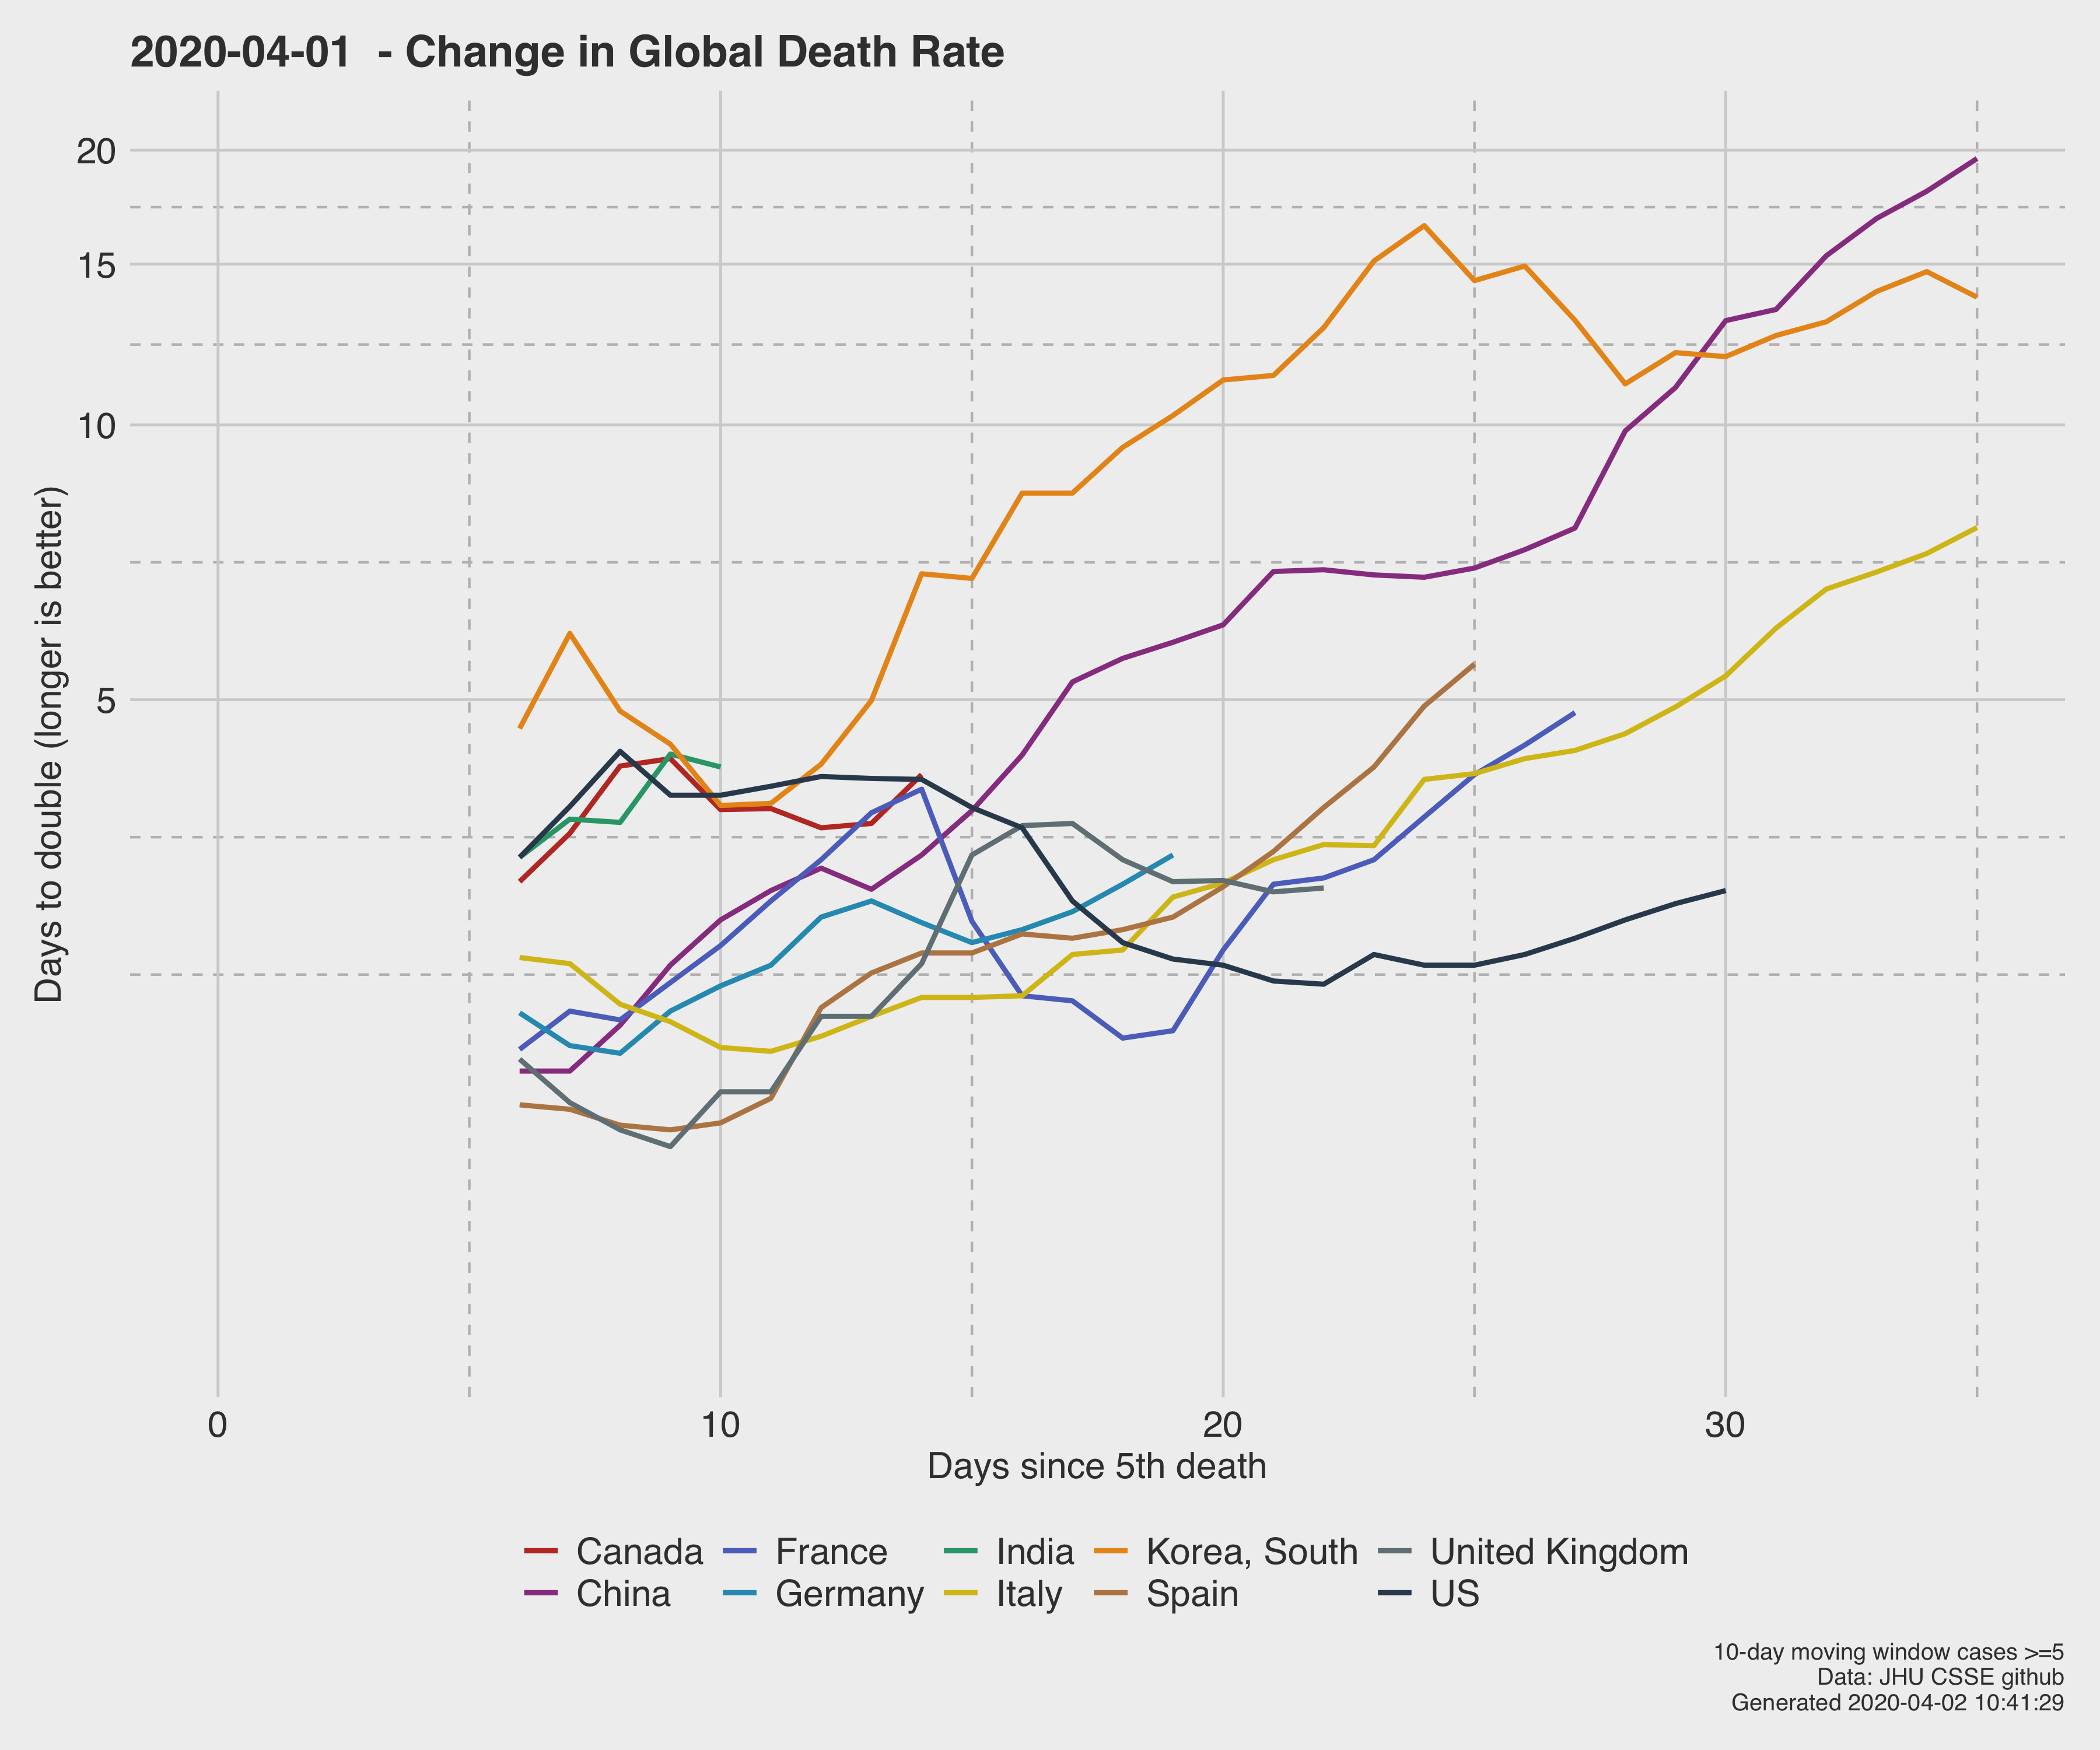 2020-04-01  - Change in Global Death Rate
20
15
10
5
Days to double (longer is better)
0 10 20 30
Days since 5th death
Canada France India Korea, South United Kingdom
China Germany Italy Spain US
10-day moving window cases >=5
Data: JHU CSSE github
Generated 2020-04-02 10:41:29